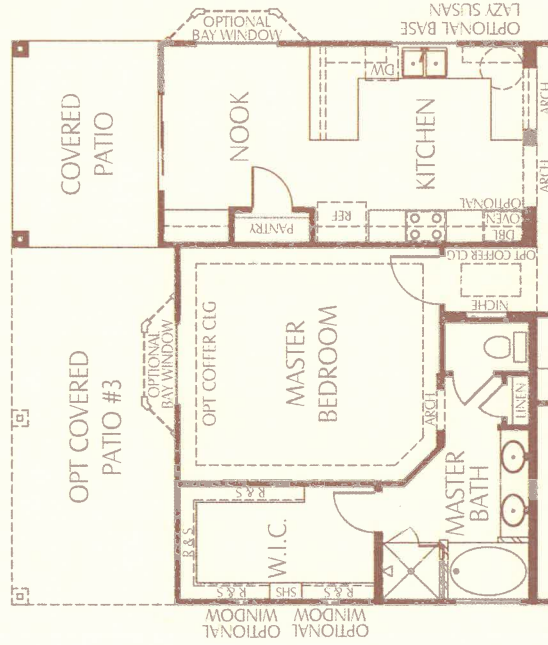 OPTIONAL
BAY WINDOW
OPTIONAL BASE
LAZY SUSAN
COVERED
PATIO
NOOK
DW
KITCHEN
ARCH
ARCH
PANTRY
REF
OPTIONAL
DBL
OVEN
OPT COFFER CLG
NICHE
OPT COVERED
PATIO #3
OPTIONAL
BAY WINDOW
OPT COFFER CLG
MASTER
BEDROOM
ARCH
LINEN
MASTER
BATH
R & S
R & S
W.I.C.
R & S
SHS
R & S
OPTIONAL
WINDOW
OPTIONAL
WINDOW